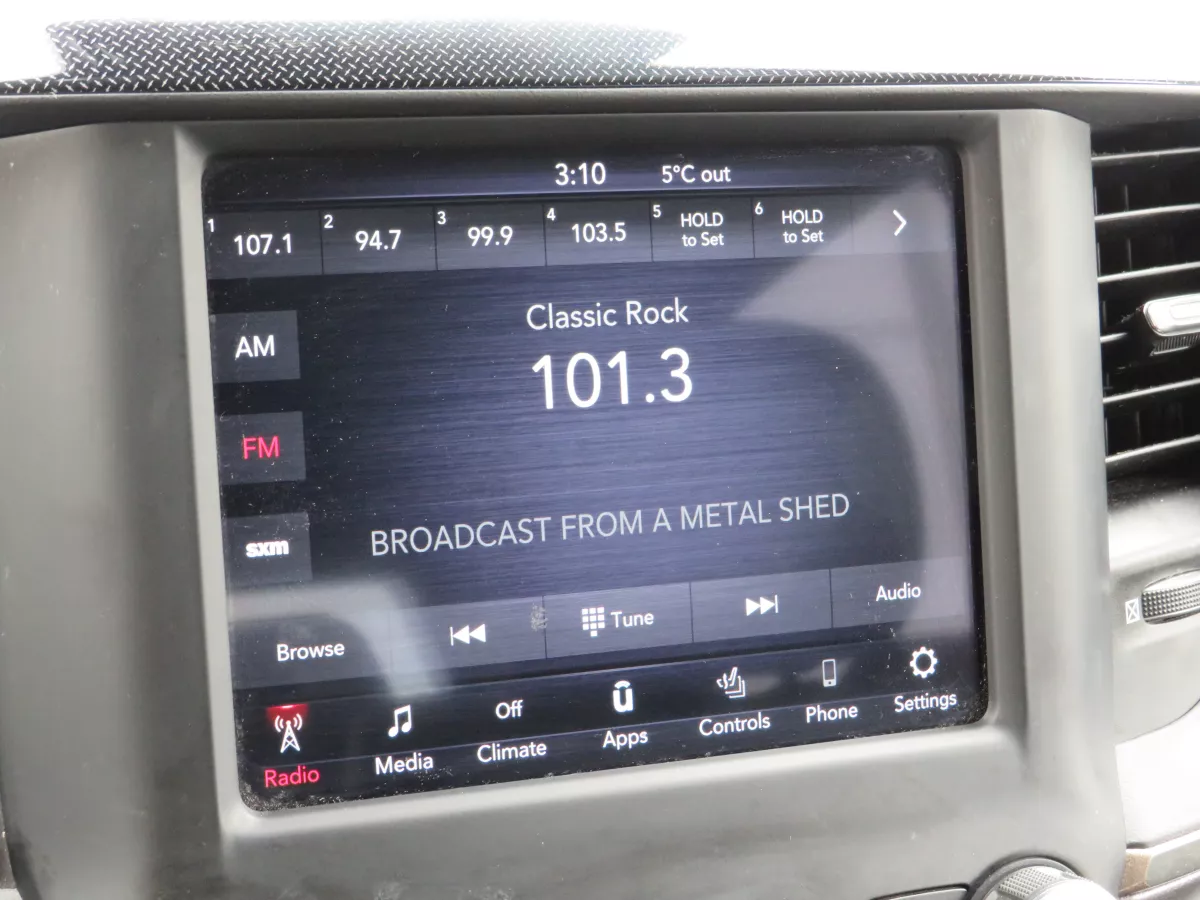 3:10 5°C out
1 107.1 2 94.7 3 99.9 4 103.5 5 HOLD to Set 6 HOLD to Set
Classic Rock
101.3
AM
FM
sxm
BROADCAST FROM A METAL SHED
Browse Tune Audio
Off
Radio Media Climate Apps Controls Phone Settings